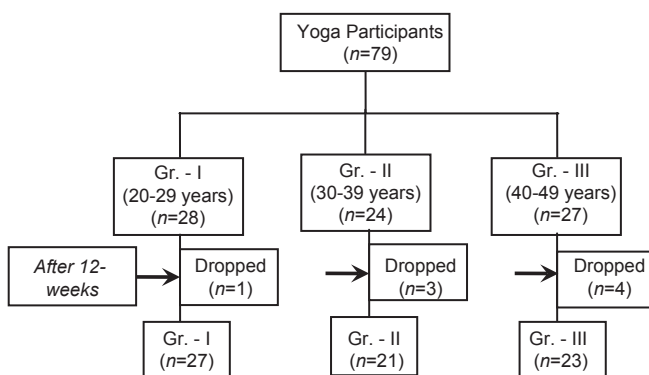 Yoga Participants
(n=79)
Gr. - I
(20-29 years)
(n=28)
Gr. - II
(30-39 years)
(n=24)
Gr. - III
(40-49 years)
(n=27)
After 12-
weeks
Dropped
(n=1)
Dropped
(n=3)
Dropped
(n=4)
Gr. - I
(n=27)
Gr. - II
(n=21)
Gr. - III
(n=23)